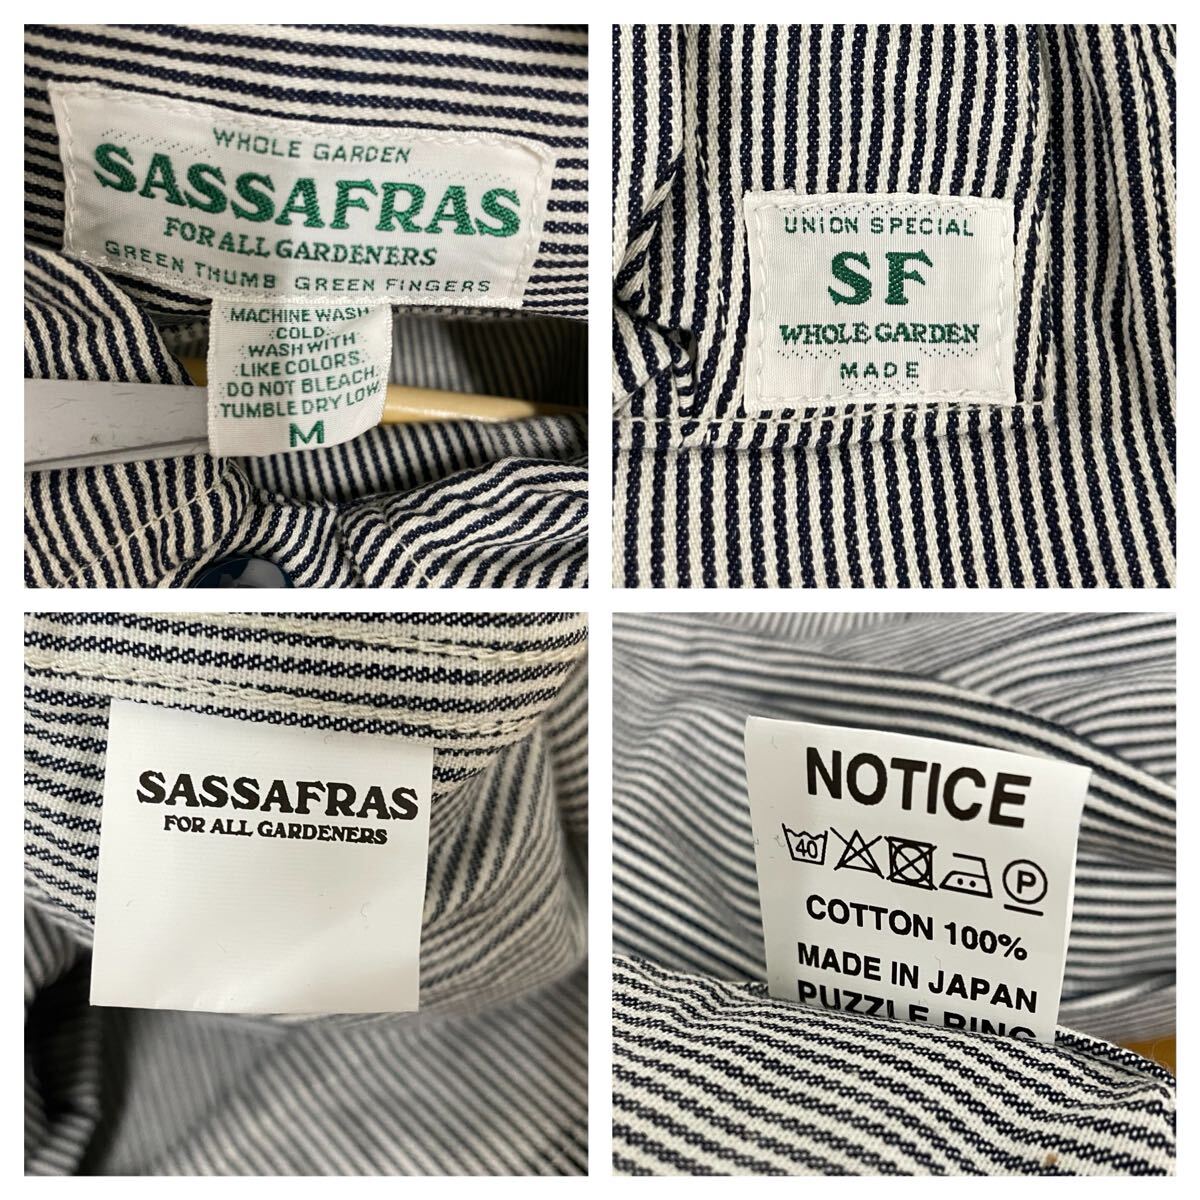 WHOLE GARDEN
SASSAFRAS
FOR ALL GARDENERS
GREEN THUMB GREEN FINGERS
MACHINE WASH
COLD.
WASH WITH
LIKE COLORS.
DO NOT BLEACH.
TUMBLE DRY LOW.
M
UNION SPECIAL
SF
WHOLE GARDEN
MADE
SASSAFRAS
FOR ALL GARDENERS
NOTICE
40 P
COTTON 100%
MADE IN JAPAN
PUZZLE RING